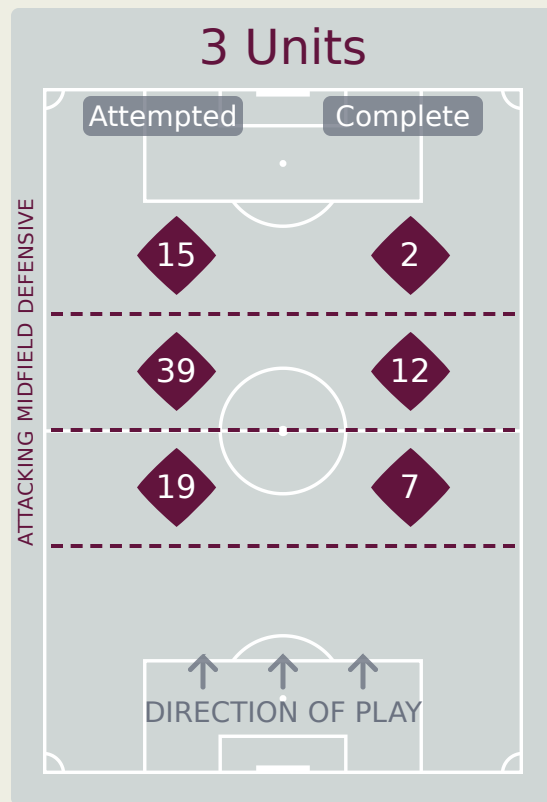 3 Units
Attempted Complete
15 2
39 12
19 7
ATTACKING MIDFIELD DEFENSIVE
DIRECTION OF PLAY